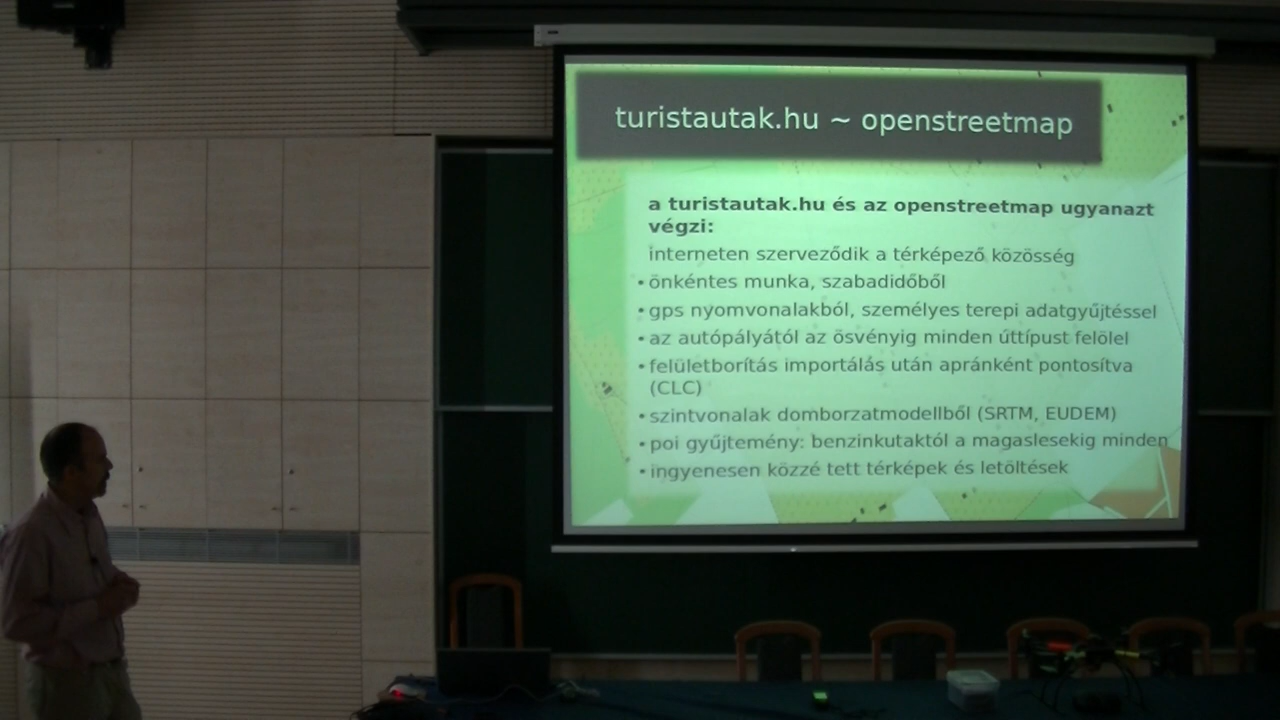 turistautak.hu ~ openstreetmap
a turistautak.hu és az openstreetmap ugyanazt
végzi:
interneten szerveződik a térképező közösség
• önkéntes munka, szabadidőből
• gps nyomvonalakból, személyes terepi adatgyűjtéssel
• az autópályától az ösvényig minden úttípust felölel
• felületborítás importálás után apránként pontosítva
(CLC)
• szintvonalak domborzatmodellből (SRTM, EUDEM)
• poi gyűjtemény: benzinkutaktól a magaslesekig minden
• ingyenesen közzé tett térképek és letöltések